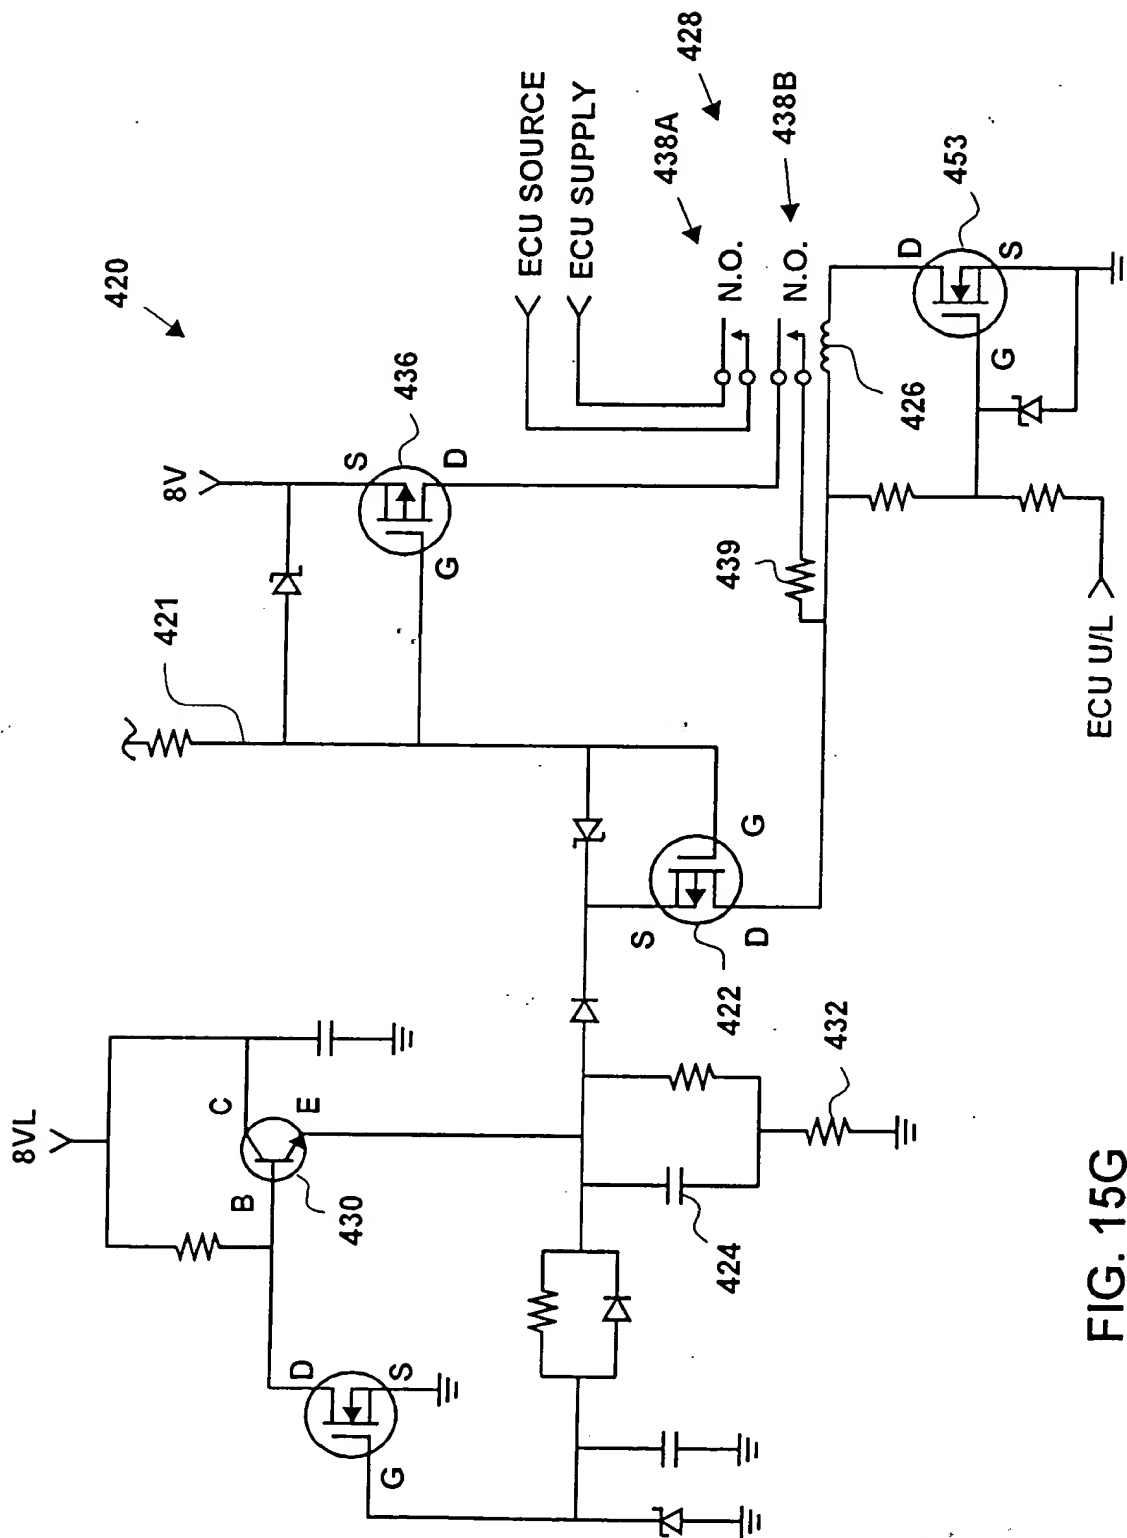 420
8VL
C
E
B
430
D
S
G
424
432
422
S
D
G
421
8V
S
436
D
G
ECU SOURCE
ECU SUPPLY
438A
428
N.O.
438B
N.O.
439
426
D
453
S
G
ECU U/L
FIG. 15G